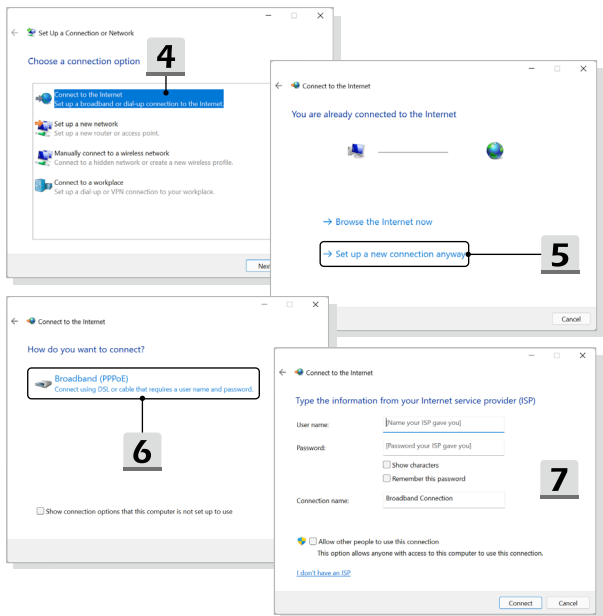 Set Up a Connection or Network
Choose a connection option
4
Connect to the Internet
Set up a broadband or dial-up connection to the Internet.
Set up a new network
Set up a new router or access point.
Manually connect to a wireless network
Connect to a hidden network or create a new wireless profile.
Connect to a workplace
Set up a dial-up or VPN connection to your workplace.
Connect to the Internet
You are already connected to the Internet
→ Browse the Internet now
→ Set up a new connection anyway
5
Cancel
Connect to the Internet
How do you want to connect?
Broadband (PPPoE)
Connect using DSL or cable that requires a user name and password.
6
Show connection options that this computer is not set up to use
Connect to the Internet
Type the information from your Internet service provider (ISP)
User name: [Name your ISP gave you]
Password: [Password your ISP gave you]
Show characters
Remember this password
7
Connection name: Broadband Connection
Allow other people to use this connection
This option allows anyone with access to this computer to use this connection.
I don't have an ISP
Connect Cancel